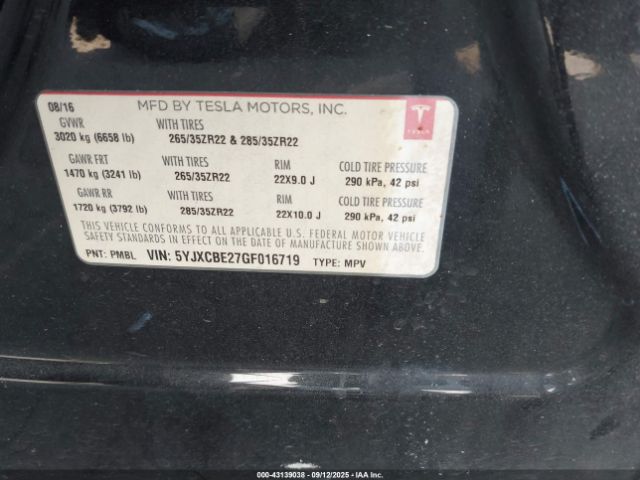 08/16 MFD BY TESLA MOTORS, INC.
GVWR WITH TIRES
3020 kg (6658 lb) 265/35ZR22 & 285/35ZR22
GAWR FRT WITH TIRES RIM COLD TIRE PRESSURE
1470 kg (3241 lb) 265/35ZR22 22X9.0 J 290 kPa, 42 psi
GAWR RR WITH TIRES RIM COLD TIRE PRESSURE
1720 kg (3792 lb) 285/35ZR22 22X10.0 J 290 kPa, 42 psi
THIS VEHICLE CONFORMS TO ALL APPLICABLE U.S. FEDERAL MOTOR VEHICLE
SAFETY STANDARDS IN EFFECT ON THE DATE OF MANUFACTURE SHOWN ABOVE.
PNT: PMBL VIN: 5YJXCBE27GF016719 TYPE: MPV
TESLA
000-43139038 - 09/12/2025 - IAA Inc.